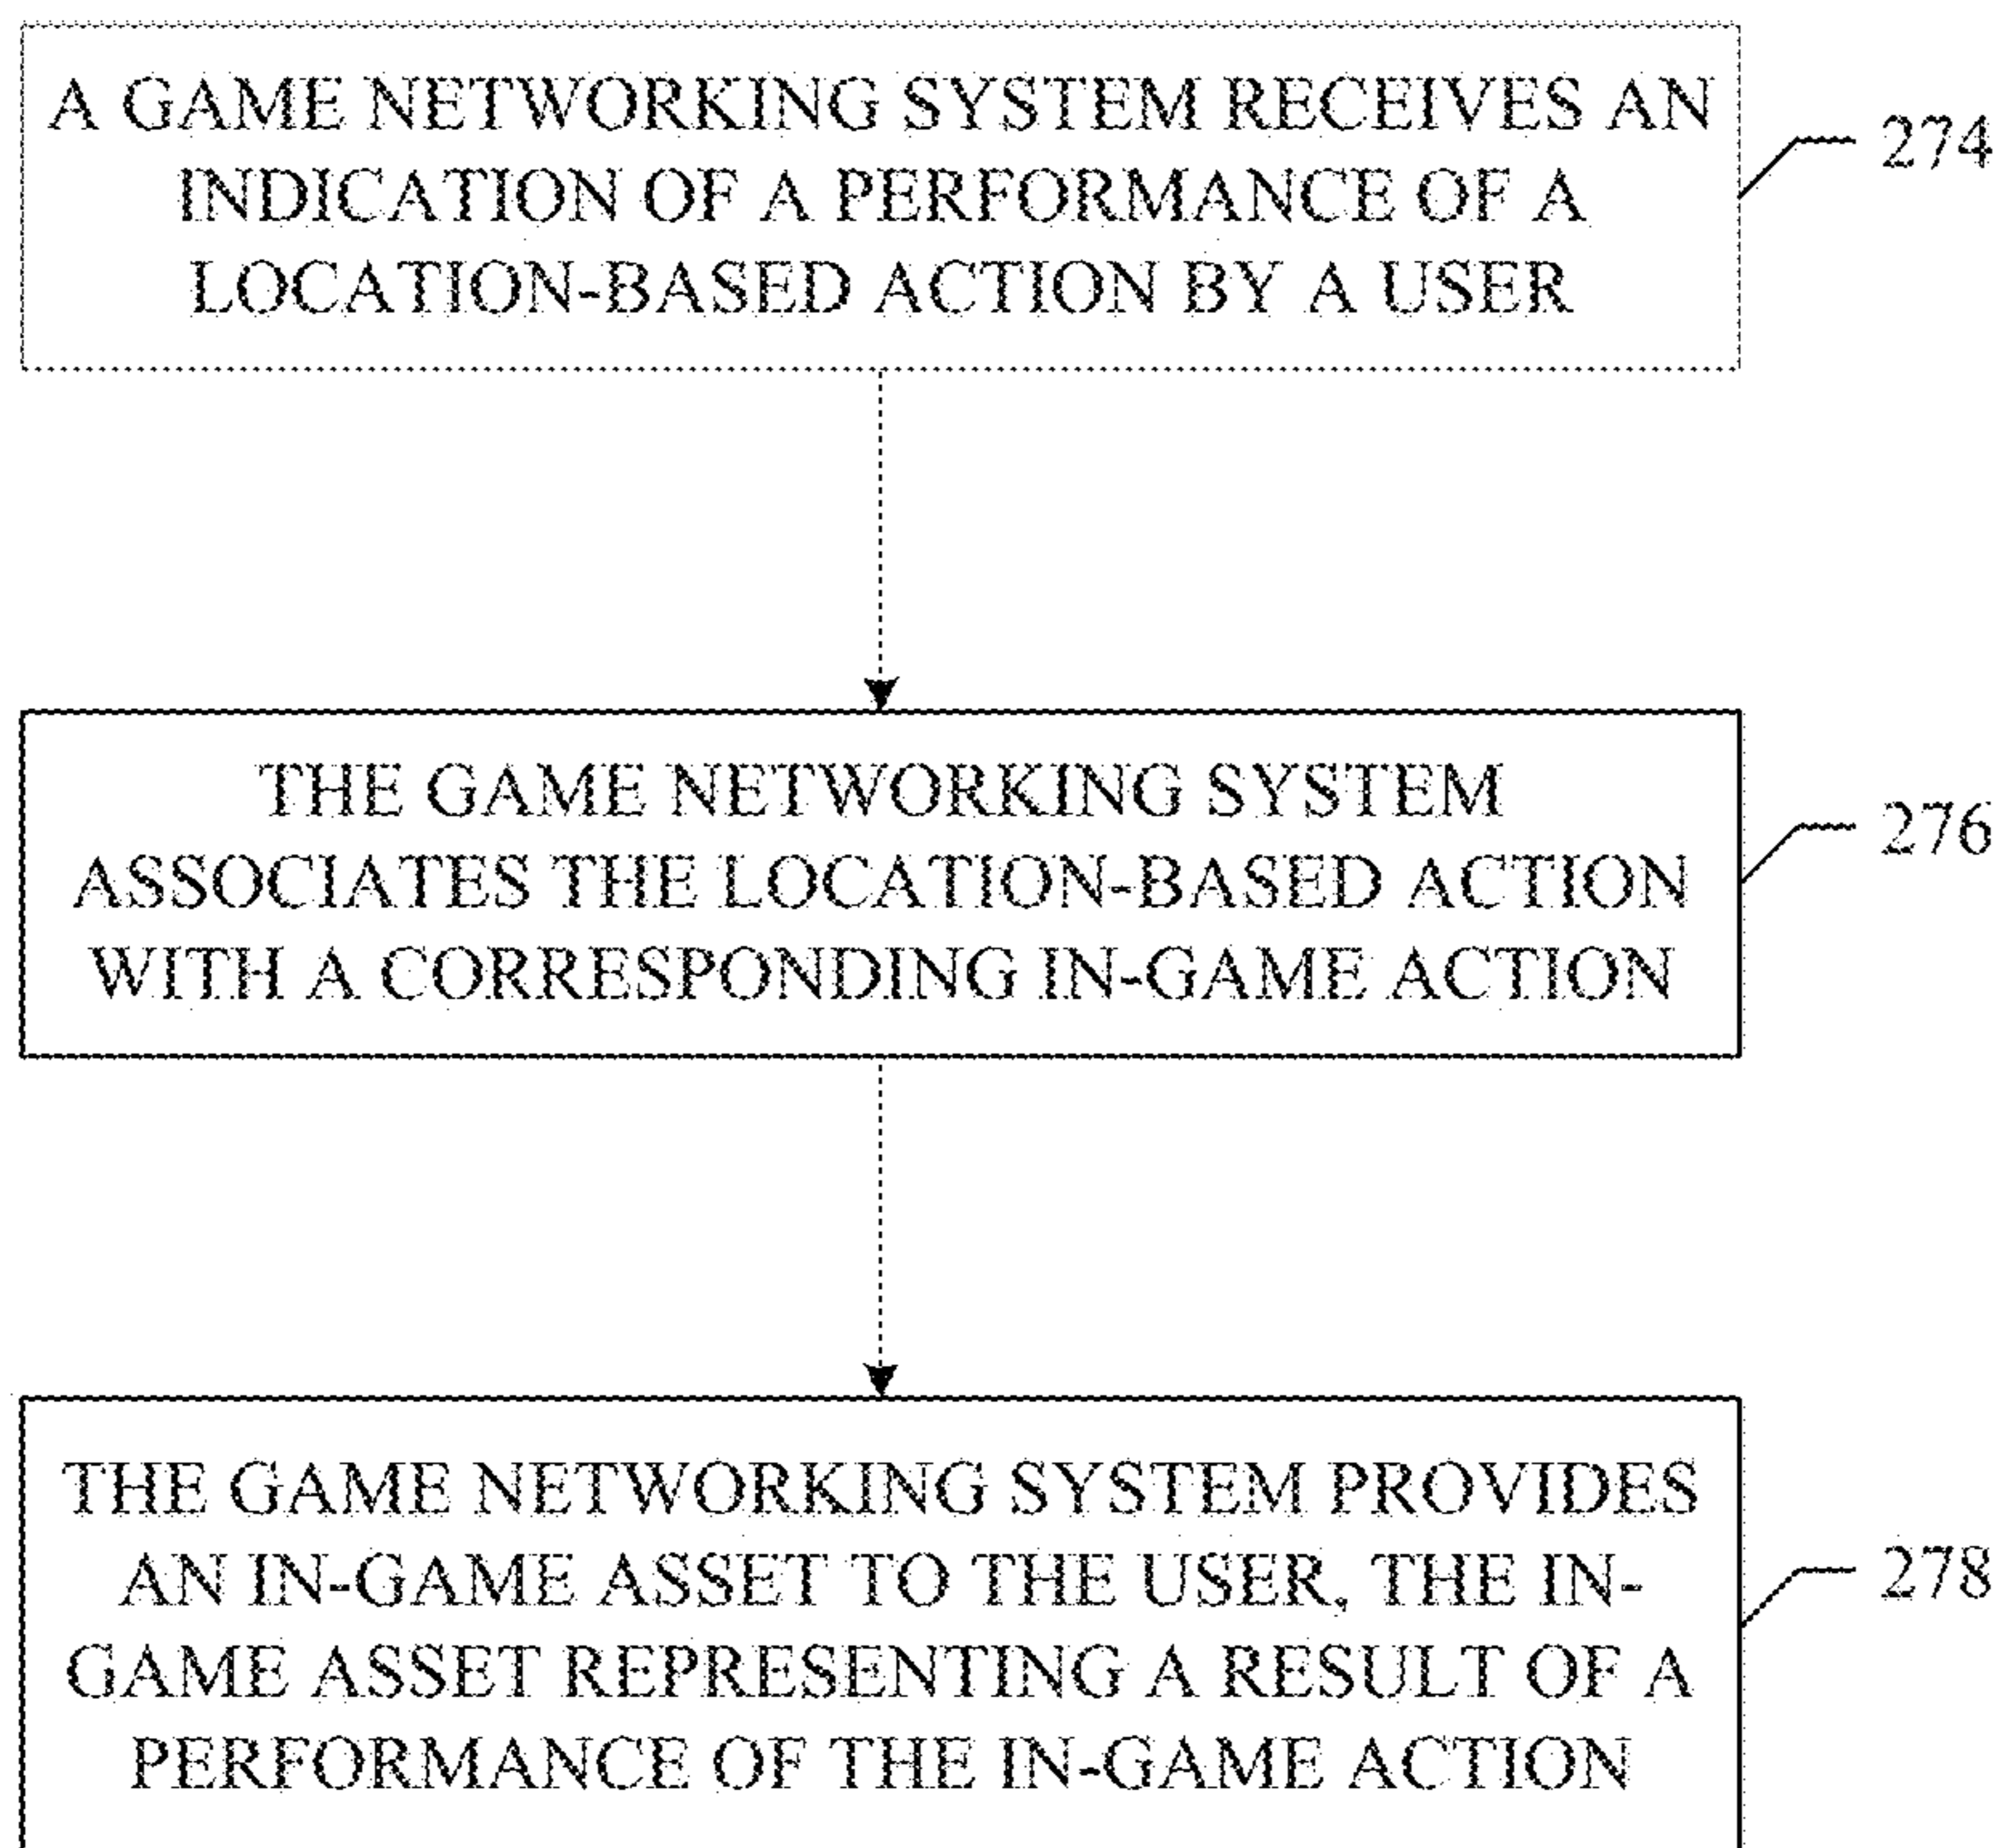 A GAME NETWORKING SYSTEM RECEIVES AN
INDICATION OF A PERFORMANCE OF A
LOCATION-BASED ACTION BY A USER
274
THE GAME NETWORKING SYSTEM
ASSOCIATES THE LOCATION-BASED ACTION
WITH A CORRESPONDING IN-GAME ACTION
276
THE GAME NETWORKING SYSTEM PROVIDES
AN IN-GAME ASSET TO THE USER, THE IN-
GAME ASSET REPRESENTING A RESULT OF A
PERFORMANCE OF THE IN-GAME ACTION
278